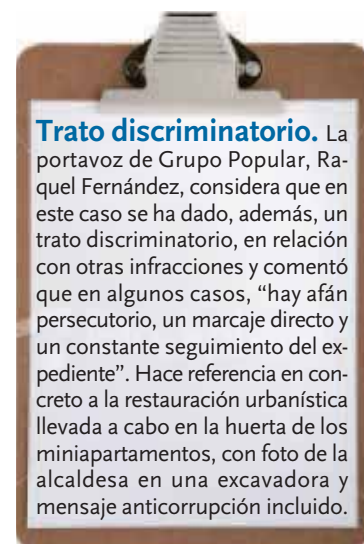 Trato discriminatorio. La
portavoz de Grupo Popular, Ra-
quel Fernández, considera que en
este caso se ha dado, además, un
trato discriminatorio, en relación
con otras infracciones y comentó
que en algunos casos, “hay afán
persecutorio, un marcaje directo y
un constante seguimiento del ex-
pediente”. Hace referencia en con-
creto a la restauración urbanística
llevada a cabo en la huerta de los
miniapartamentos, con foto de la
alcaldesa en una excavadora y
mensaje anticorrupción incluido.